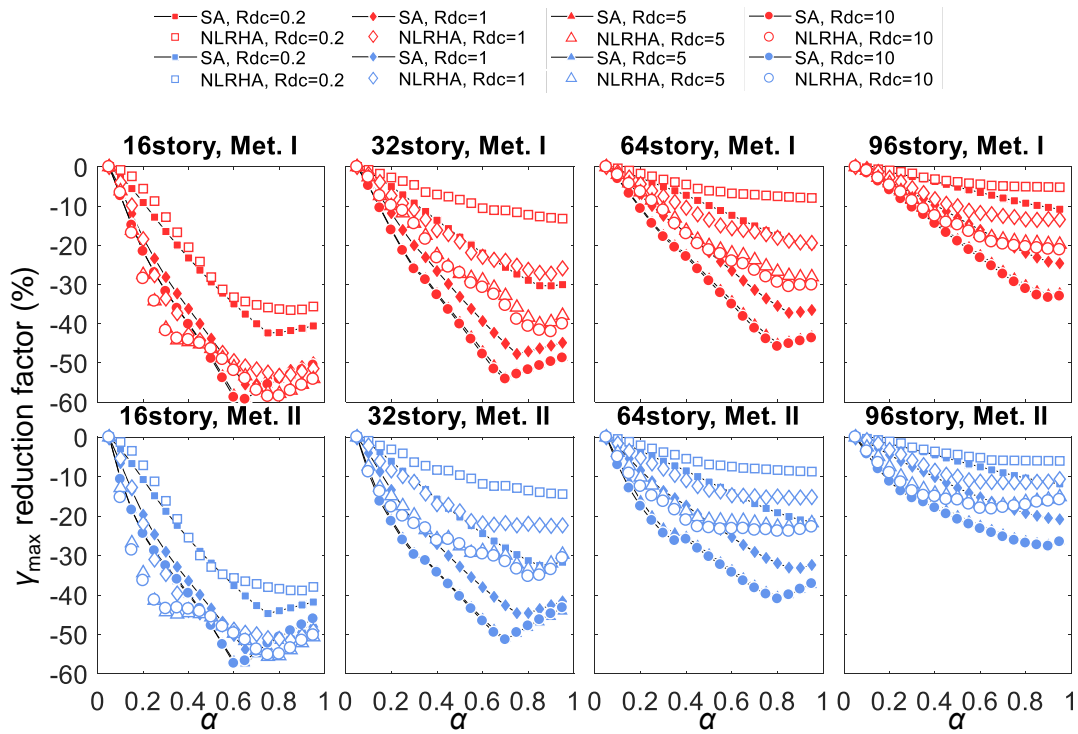 SA, Rdc=0.2 SA, Rdc=1 SA, Rdc=5 SA, Rdc=10
NLRHA, Rdc=0.2 NLRHA, Rdc=1 NLRHA, Rdc=5 NLRHA, Rdc=10
SA, Rdc=0.2 SA, Rdc=1 SA, Rdc=5 SA, Rdc=10
NLRHA, Rdc=0.2 NLRHA, Rdc=1 NLRHA, Rdc=5 NLRHA, Rdc=10
16story, Met. I 32story, Met. I 64story, Met. I 96story, Met. I
0
-10
-20
-30
-40
-50
-60
16story, Met. II 32story, Met. II 64story, Met. II 96story, Met. II
0
-10
-20
-30
-40
-50
-60
γmax reduction factor (%)
0 0.2 0.4 0.6 0.8 0 0.2 0.4 0.6 0.8 0 0.2 0.4 0.6 0.8 0 0.2 0.4 0.6 0.8 1
α α α α